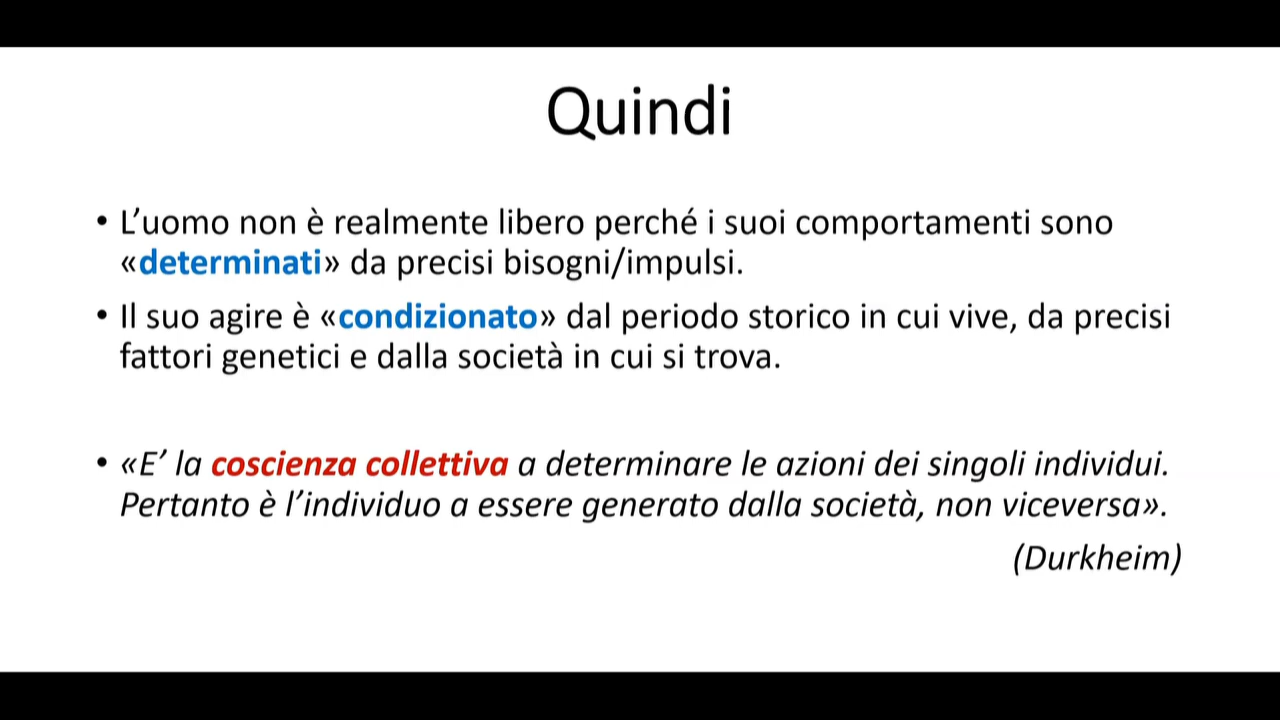 Quindi
• L’uomo non è realmente libero perché i suoi comportamenti sono
«determinati» da precisi bisogni/impulsi.
• Il suo agire è «condizionato» dal periodo storico in cui vive, da precisi
fattori genetici e dalla società in cui si trova.
• «E’ la coscienza collettiva a determinare le azioni dei singoli individui.
Pertanto è l’individuo a essere generato dalla società, non viceversa».
(Durkheim)